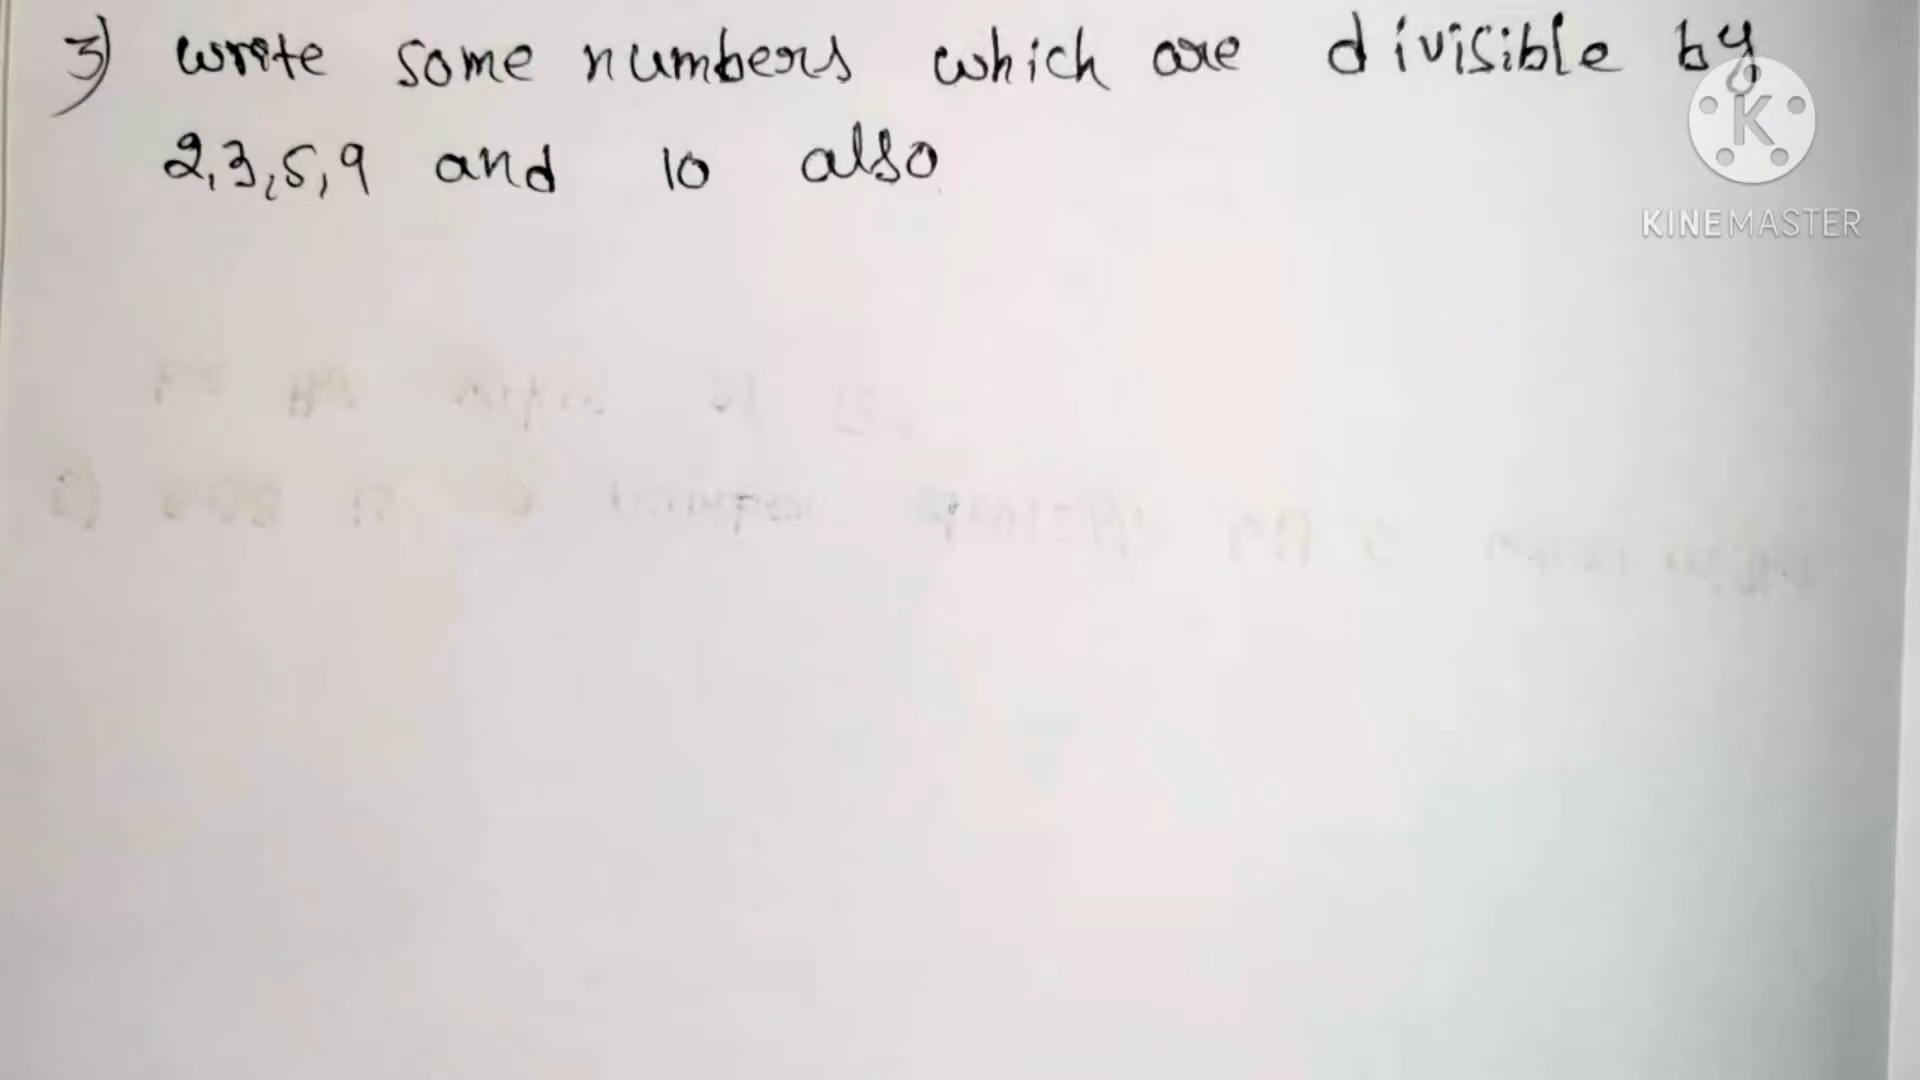 3) write some numbers which are divisible by
2,3,5,9 and 10 also
K
KINEMASTER